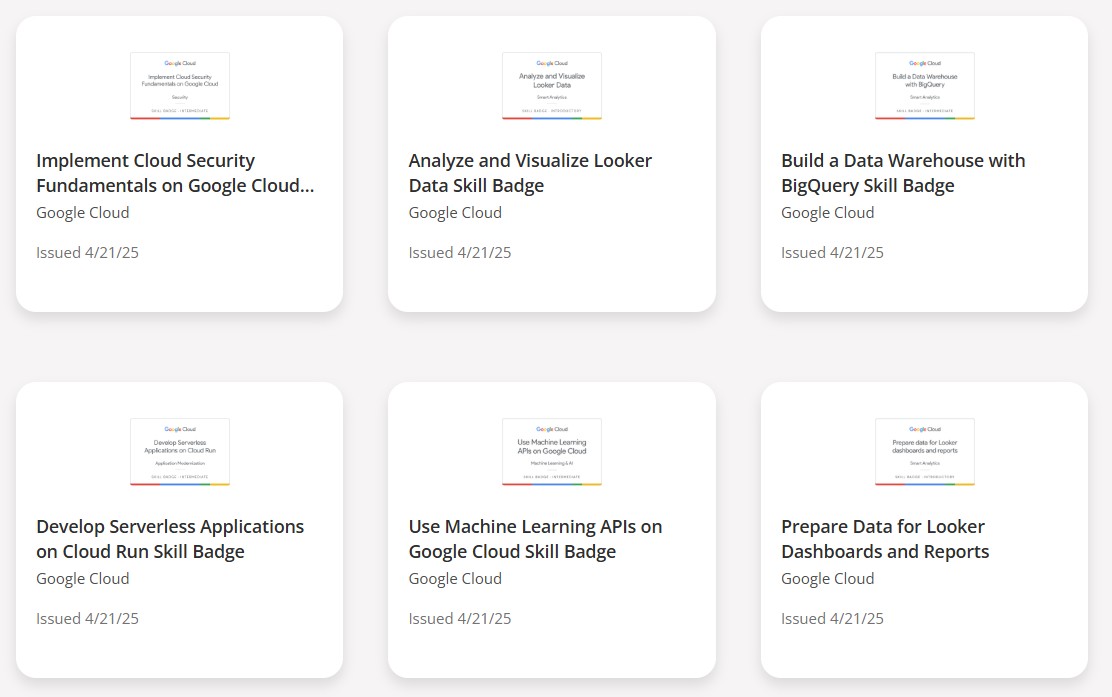 Google Cloud
Implement Cloud Security
Fundamentals on Google Cloud
Security
SKILL BADGE · INTERMEDIATE
Implement Cloud Security
Fundamentals on Google Cloud...
Google Cloud
Issued 4/21/25
Google Cloud
Analyze and Visualize
Looker Data
Smart Analytics
SKILL BADGE · INTRODUCTORY
Analyze and Visualize Looker
Data Skill Badge
Google Cloud
Issued 4/21/25
Google Cloud
Build a Data Warehouse
with BigQuery
Smart Analytics
SKILL BADGE · INTERMEDIATE
Build a Data Warehouse with
BigQuery Skill Badge
Google Cloud
Issued 4/21/25
Google Cloud
Develop Serverless
Applications on Cloud Run
Application Modernization
SKILL BADGE · INTERMEDIATE
Develop Serverless Applications
on Cloud Run Skill Badge
Google Cloud
Issued 4/21/25
Google Cloud
Use Machine Learning
APIs on Google Cloud
Machine Learning & AI
SKILL BADGE · INTERMEDIATE
Use Machine Learning APIs on
Google Cloud Skill Badge
Google Cloud
Issued 4/21/25
Google Cloud
Prepare data for Looker
dashboards and reports
Smart Analytics
SKILL BADGE · INTRODUCTORY
Prepare Data for Looker
Dashboards and Reports
Google Cloud
Issued 4/21/25